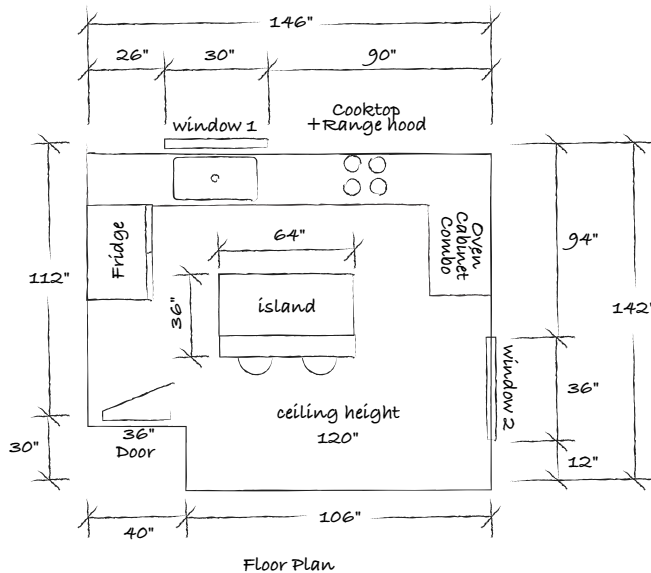 146"
26"
30"
90"
window 1
Cooktop
+Range hood
Fridge
Oven
Cabinet
Combo
64"
94"
112"
36"
island
142"
window 2
36"
ceiling height
120"
36"
Door
30"
12"
40"
106"
Floor Plan